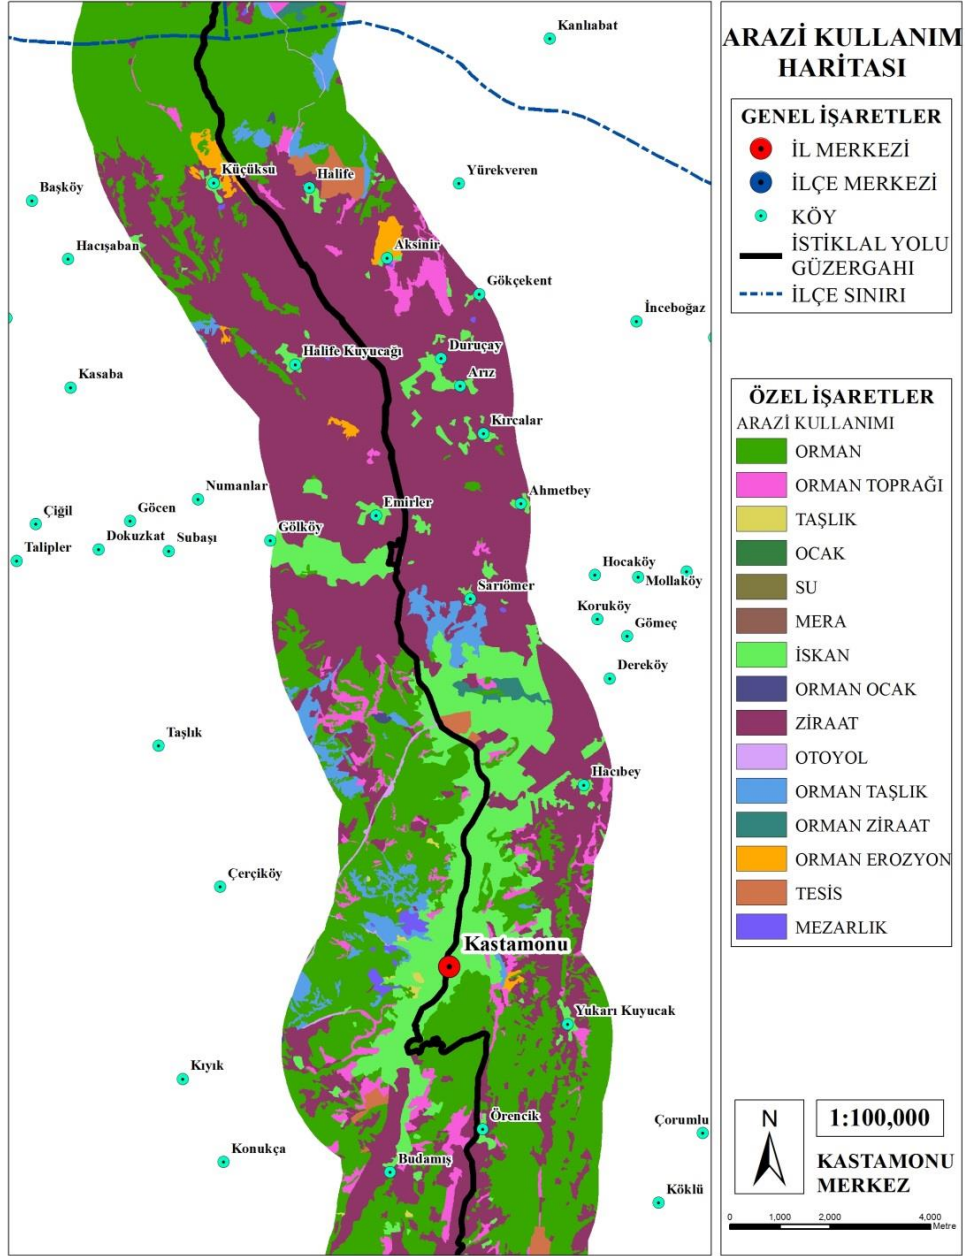 Kanlıabat
Küçüksu
Halife
Yürekveren
Başköy
Hacışaban
Aksinir
Gökçekent
İnceboğaz
Halife Kuyucağı
Duruçay
Arız
Kasaba
Kırcalar
Numanlar
Ahmetbey
Çiğil
Göcen
Emirler
Talipler
Dokuzkat
Subaşı
Gölköy
Hocaköy
Mollaköy
Sarıömer
Koruköy
Gömeç
Dereköy
Taşlık
Hacıbey
Çerçiköy
Kastamonu
Yukarı Kuyucak
Kıyık
Örencik
Çorumlu
Konukça
Budamış
Köklü
ARAZİ KULLANIM
HARİTASI
GENEL İŞARETLER
İL MERKEZİ
İLÇE MERKEZİ
KÖY
İSTİKLAL YOLU
GÜZERGAHI
İLÇE SINIRI
ÖZEL İŞARETLER
ARAZİ KULLANIMI
ORMAN
ORMAN TOPRAĞI
TAŞLIK
OCAK
SU
MERA
İSKAN
ORMAN OCAK
ZİRAAT
OTOYOL
ORMAN TAŞLIK
ORMAN ZİRAAT
ORMAN EROZYON
TESİS
MEZARLIK
N
1:100,000
KASTAMONU
MERKEZ
0 1,000 2,000 4,000
Metre